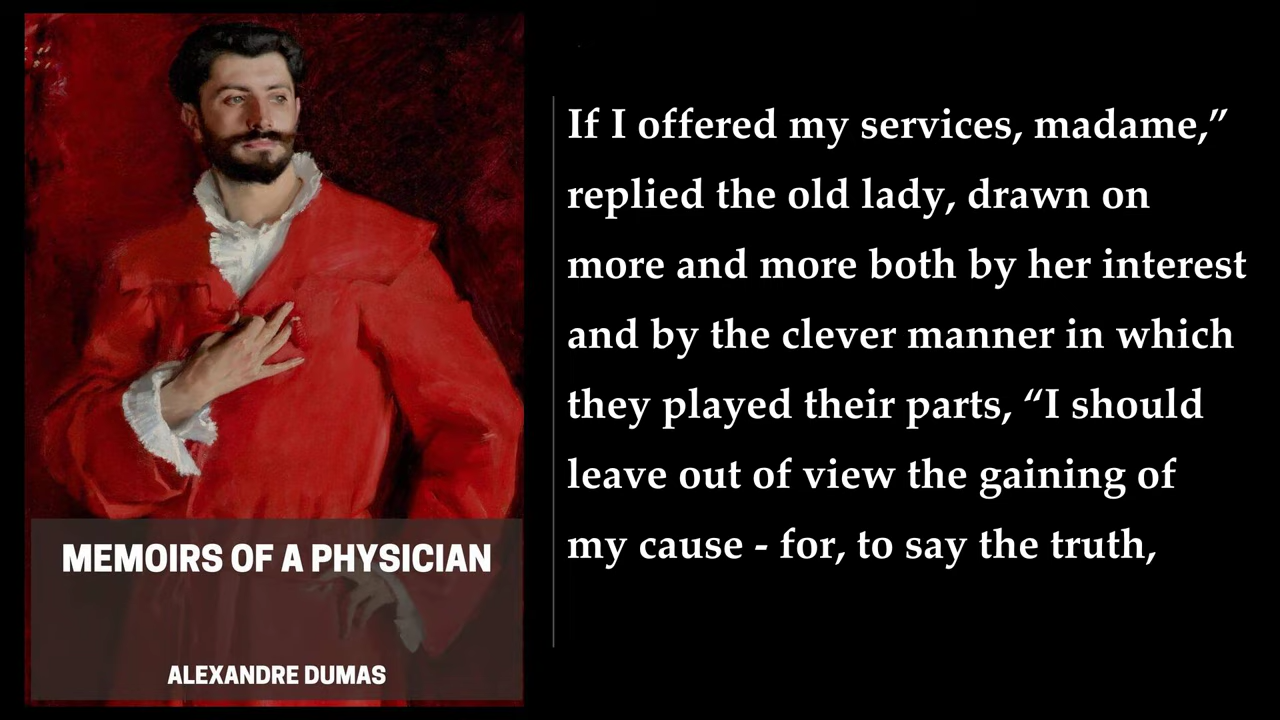 If I offered my services, madame,”
replied the old lady, drawn on
more and more both by her interest
and by the clever manner in which
they played their parts, “I should
leave out of view the gaining of
my cause - for, to say the truth,
MEMOIRS OF A PHYSICIAN
ALEXANDRE DUMAS